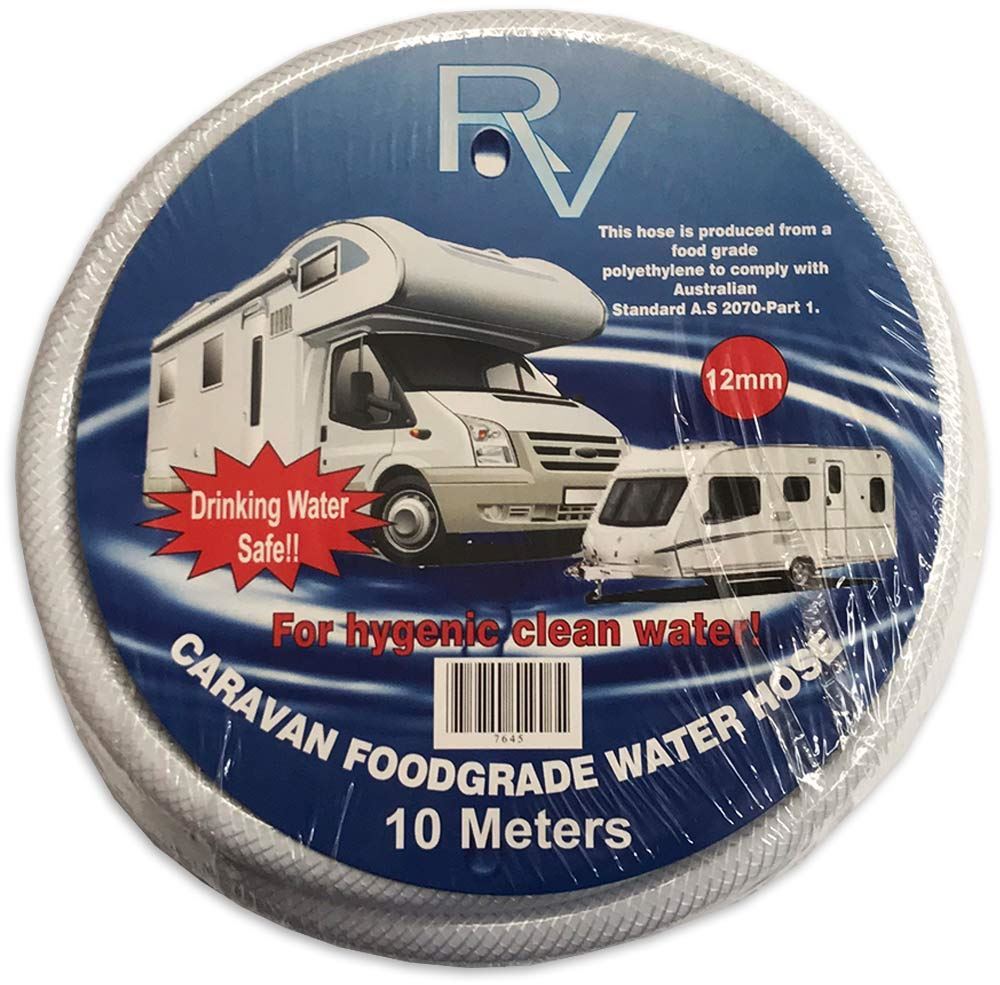 RV
This hose is produced from a
food grade
polyethylene to comply with
Australian
Standard A.S 2070-Part 1.
12mm
Drinking Water
Safe!!
For hygenic clean water!
7645
CARAVAN FOODGRADE WATER HOSE
10 Meters